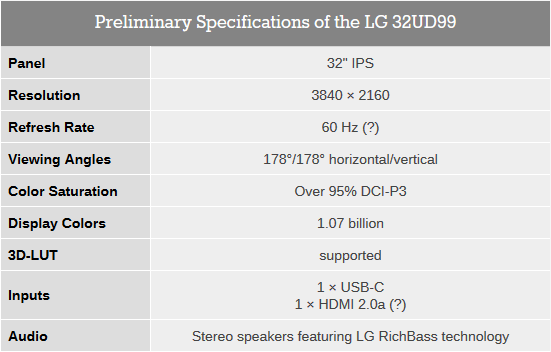 Preliminary Specifications of the LG 32UD99
Panel 32" IPS
Resolution 3840 × 2160
Refresh Rate 60 Hz (?)
Viewing Angles 178°/178° horizontal/vertical
Color Saturation Over 95% DCI-P3
Display Colors 1.07 billion
3D-LUT supported
Inputs 1 × USB-C
1 × HDMI 2.0a (?)
Audio Stereo speakers featuring LG RichBass technology